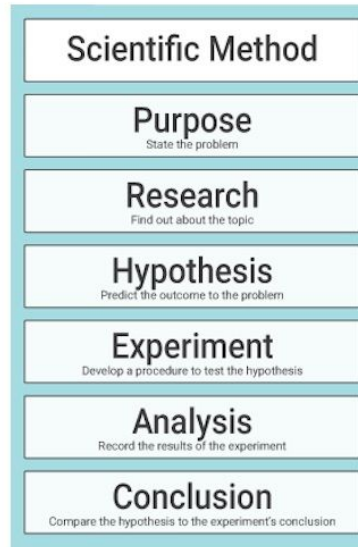 Scientific Method
Purpose
State the problem
Research
Find out about the topic
Hypothesis
Predict the outcome to the problem
Experiment
Develop a procedure to test the hypothesis
Analysis
Record the results of the experiment
Conclusion
Compare the hypothesis to the experiment's conclusion